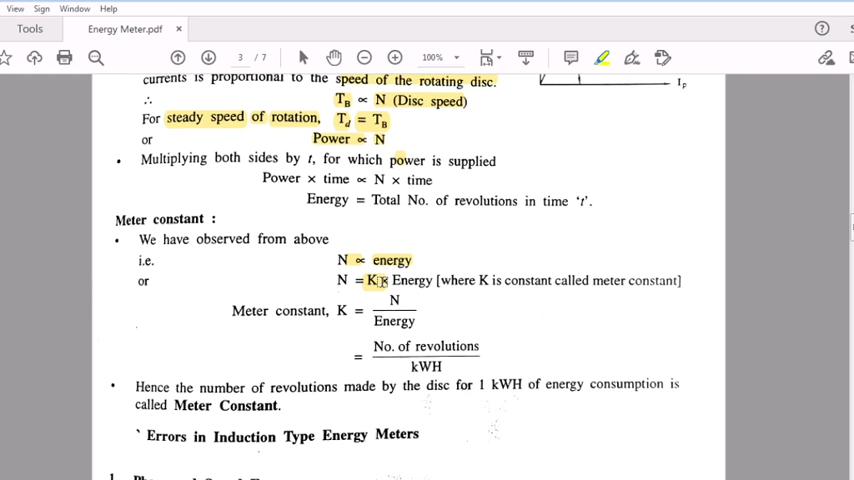 View Sign Window Help
Tools Energy Meter.pdf ×
3 / 7 100%
currents is proportional to the speed of the rotating disc.
∴ T_B ∝ N (Disc speed)
I_P
For steady speed of rotation, T_d = T_B
or Power ∝ N
• Multiplying both sides by t, for which power is supplied
Power × time ∝ N × time
Energy = Total No. of revolutions in time ‘t’.
Meter constant :
• We have observed from above
i.e. N ∝ energy
or N = K × Energy [where K is constant called meter constant]
Meter constant, K = N
Energy
= No. of revolutions
kWH
• Hence the number of revolutions made by the disc for 1 kWH of energy consumption is
called Meter Constant.
` Errors in Induction Type Energy Meters